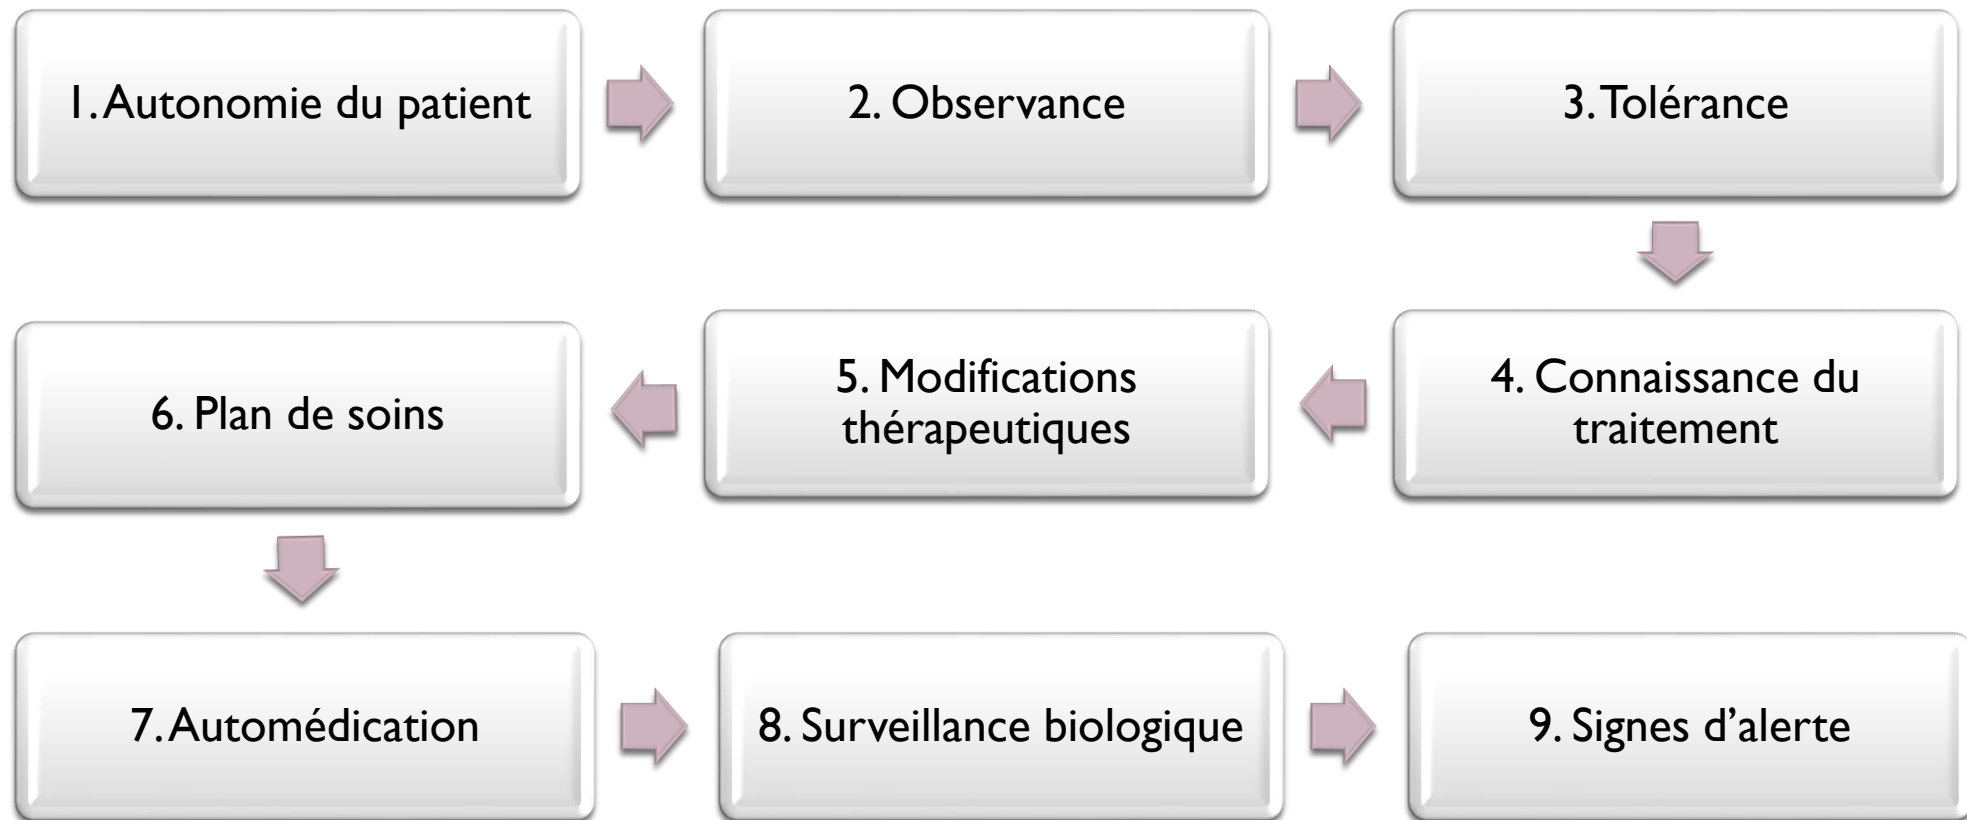 1. Autonomie du patient
2. Observance
3. Tolérance
4. Connaissance du
traitement
5. Modifications
thérapeutiques
6. Plan de soins
7. Automédication
8. Surveillance biologique
9. Signes d’alerte